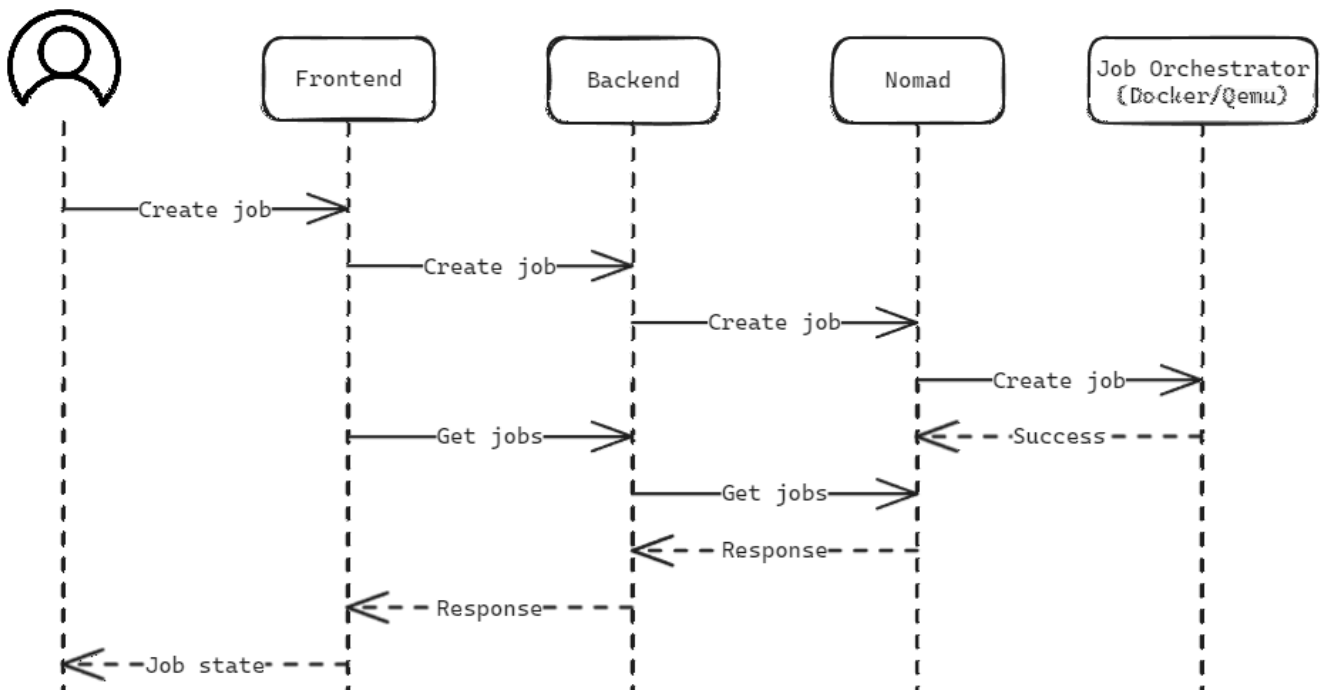 Frontend
Backend
Nomad
Job Orchestrator
(Docker/Qemu)
Create job
Create job
Create job
Create job
Get jobs
Success
Get jobs
Response
Response
Job state